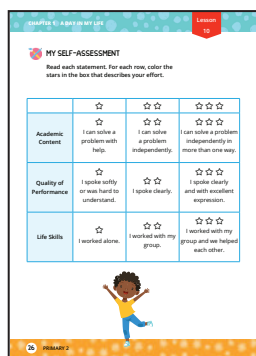 CHAPTER 1 : A DAY IN MY LIFE
Lesson
10
MY SELF-ASSESSMENT
Read each statement. For each row, color the
stars in the box that describes your effort.
Academic
Content
I can solve a
problem with
help.
I can solve
a problem
independently.
I can solve a problem
independently in
more than one way.
Quality of
Performance
I spoke softly
or was hard to
understand.
I spoke clearly.
I spoke clearly
and with excellent
expression.
Life Skills
I worked alone.
I worked with my
group.
I worked with my
group and we helped
each other.
26 PRIMARY 2